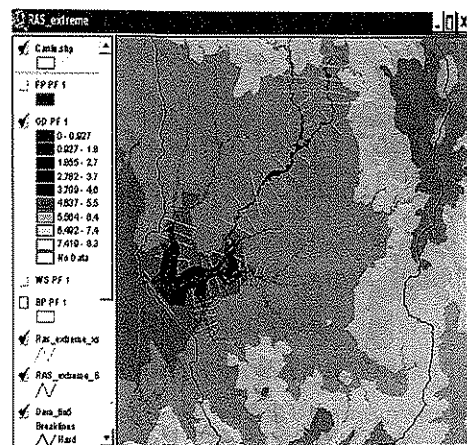 RAS_extreme
FP PF 1
GD PF 1
0 - 0.927
0.927 - 1.8
1.855 - 2.7
2.782 - 3.7
3.709 - 4.6
4.637 - 5.5
5.564 - 6.4
6.492 - 7.4
7.419 - 8.3
No Data
WS PF 1
BP PF 1
Ras_extreme_xs
RAS_extreme_B
Breaklines
Hard